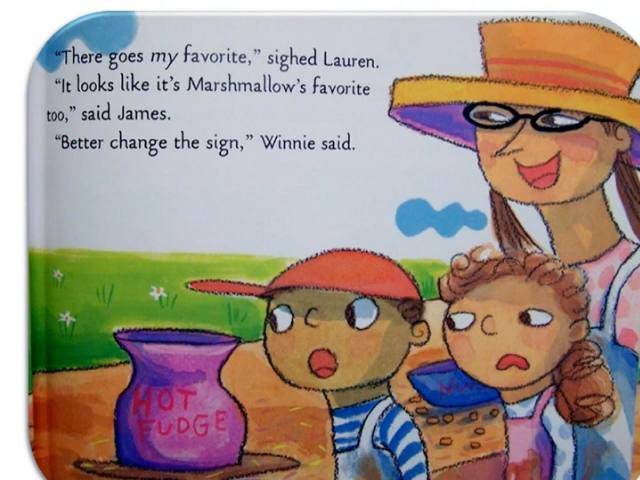 "There goes my favorite," sighed Lauren.
"It looks like it's Marshmallow's favorite
too," said James.
"Better change the sign," Winnie said.
HOT
FUDGE